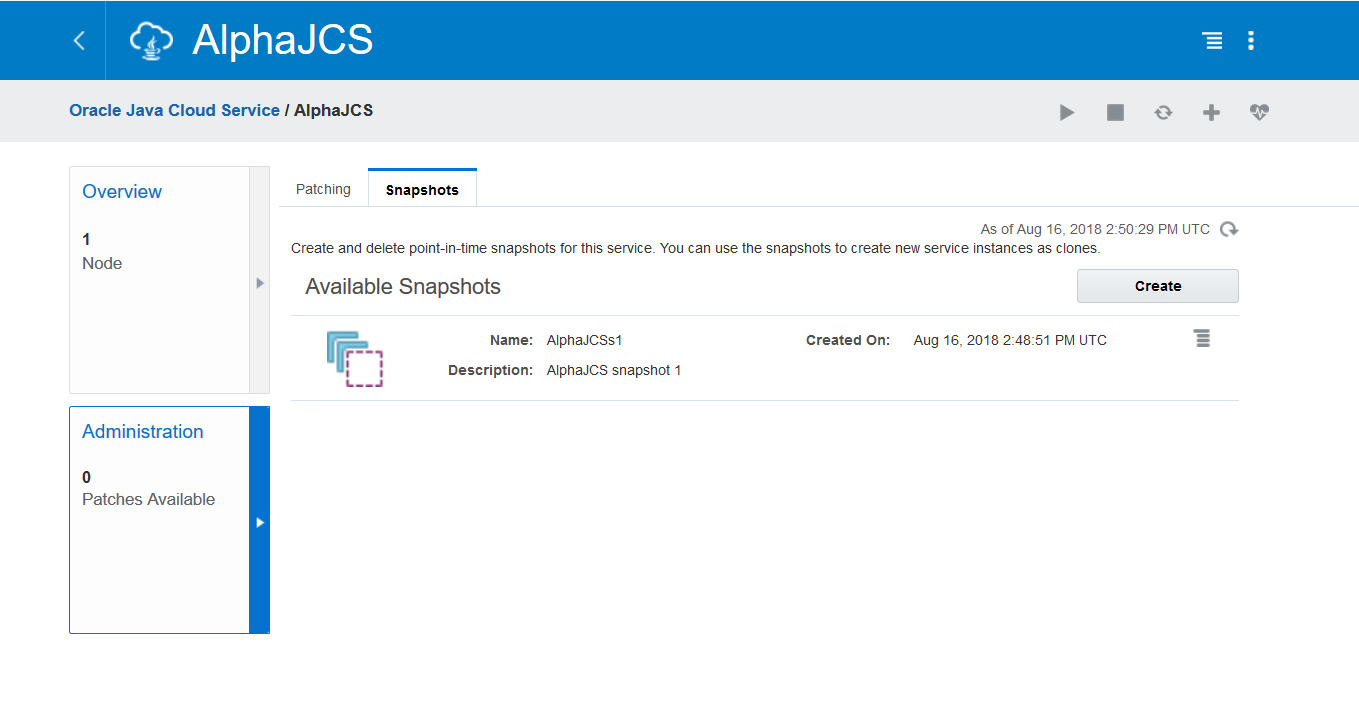 AlphaJCS
Oracle Java Cloud Service / AlphaJCS
Overview
1
Node
Administration
0
Patches Available
Patching
Snapshots
As of Aug 16, 2018 2:50:29 PM UTC
Create and delete point-in-time snapshots for this service. You can use the snapshots to create new service instances as clones.
Available Snapshots
Create
Name: AlphaJCSs1
Created On: Aug 16, 2018 2:48:51 PM UTC
Description: AlphaJCS snapshot 1